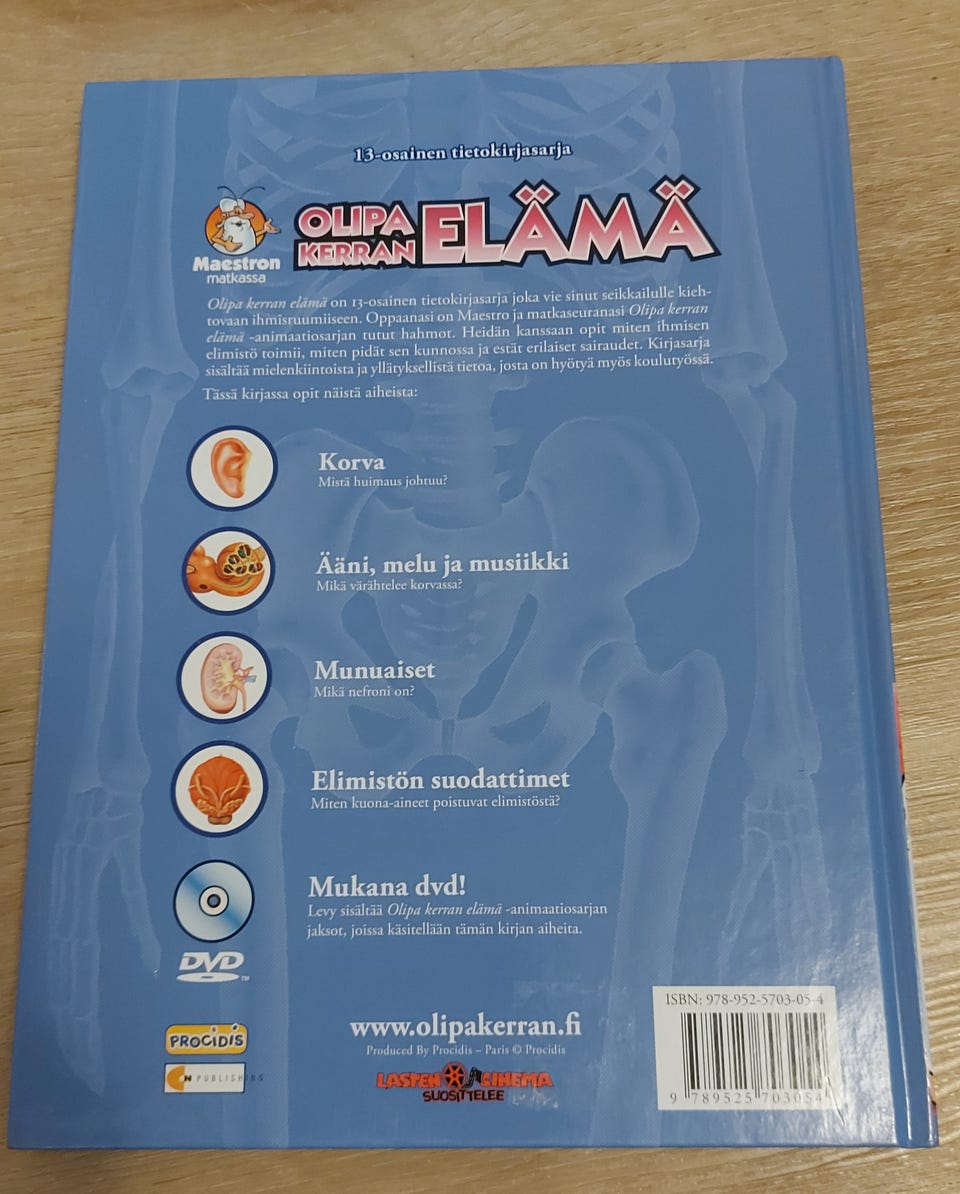 13-osainen tietokirjasarja
OLIPA KERRAN ELÄMÄ
Maestron
matkassa
Olipa kerran elämä on 13-osainen tietokirjasarja joka vie sinut seikkailulle kieh-
tovaan ihmisruumiiseen. Oppaanasi on Maestro ja matkaseuranasi Olipa kerran
elämä -animaatiosarjan tutut hahmot. Heidän kanssaan opit miten ihmisen
elimistö toimii, miten pidät sen kunnossa ja estät erilaiset sairaudet. Kirjasarja
sisältää mielenkiintoista ja yllätyksellistä tietoa, josta on hyötyä myös koulutyössä.
Tässä kirjassa opit näistä aiheista:
Korva
Mistä huimaus johtuu?
Ääni, melu ja musiikki
Mikä värähtelee korvassa?
Munuaiset
Mikä nefroni on?
Elimistön suodattimet
Miten kuona-aineet poistuvat elimistöstä?
Mukana dvd!
Levy sisältää Olipa kerran elämä -animaatiosarjan
jaksot, joissa käsitellään tämän kirjan aiheita.
DVD™
ISBN: 978-952-5703-05-4
www.olipakerran.fi
PROCIDIS
Produced By Procidis – Paris © Procidis
PUBLISHING
LASTEN CINEMA
SUOSITTELEE
9 789525 703054